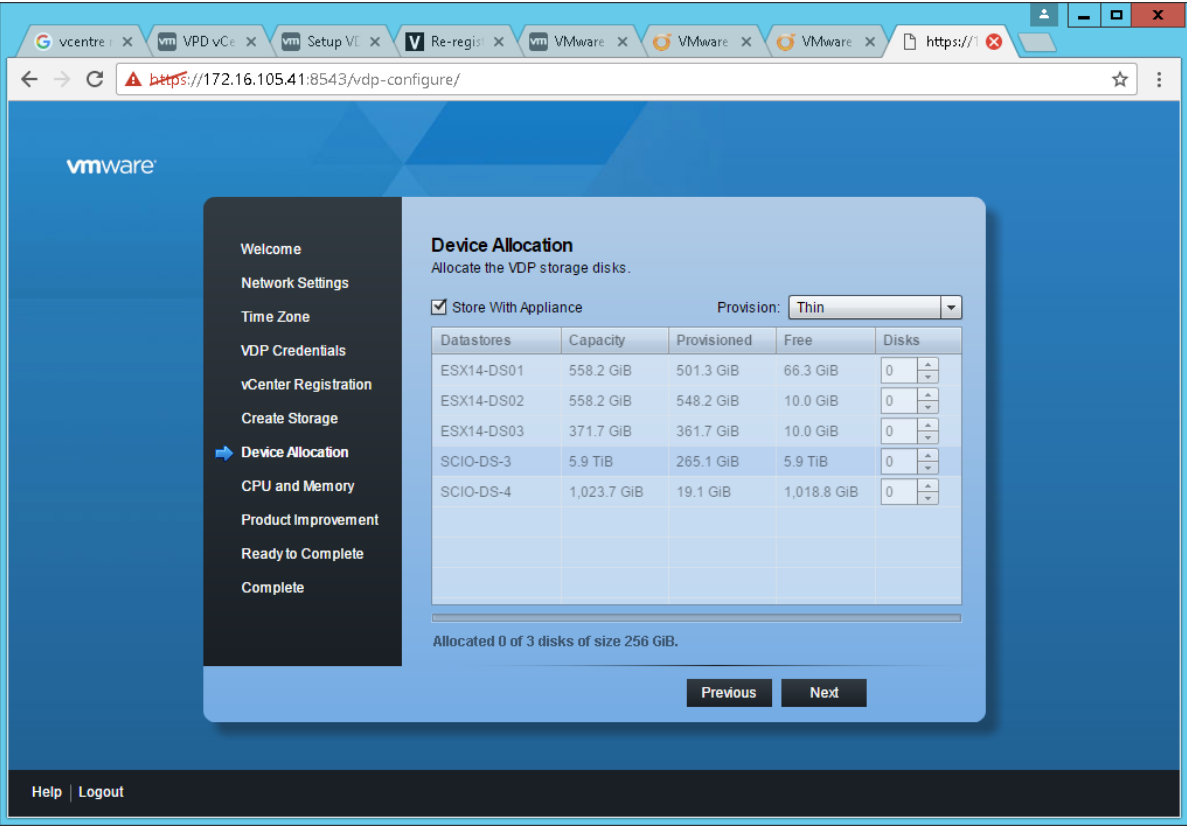 vcentre
VPD vCe
Setup VD
Re-regis
VMware
VMware
VMware
https://1
https://172.16.105.41:8543/vdp-configure/
vmware
Welcome
Network Settings
Time Zone
VDP Credentials
vCenter Registration
Create Storage
Device Allocation
CPU and Memory
Product Improvement
Ready to Complete
Complete
Device Allocation
Allocate the VDP storage disks.
Store With Appliance Provision: Thin
Datastores Capacity Provisioned Free Disks
ESX14-DS01 558.2 GiB 501.3 GiB 66.3 GiB 0
ESX14-DS02 558.2 GiB 548.2 GiB 10.0 GiB 0
ESX14-DS03 371.7 GiB 361.7 GiB 10.0 GiB 0
SCIO-DS-3 5.9 TiB 265.1 GiB 5.9 TiB 0
SCIO-DS-4 1,023.7 GiB 19.1 GiB 1,018.8 GiB 0
Allocated 0 of 3 disks of size 256 GiB.
Previous Next
Help | Logout